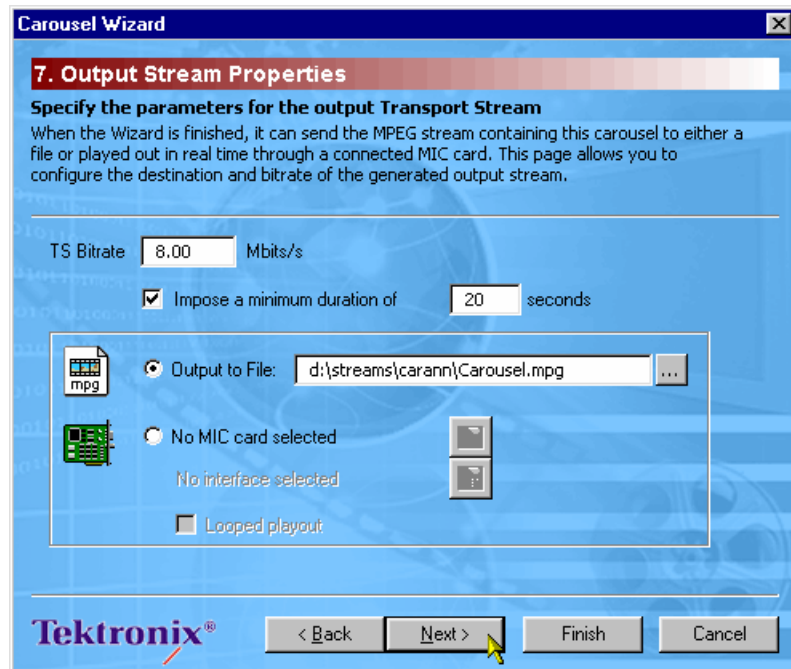 Carousel Wizard
7. Output Stream Properties
Specify the parameters for the output Transport Stream
When the Wizard is finished, it can send the MPEG stream containing this carousel to either a
file or played out in real time through a connected MIC card. This page allows you to
configure the destination and bitrate of the generated output stream.
TS Bitrate 8.00 Mbits/s
Impose a minimum duration of 20 seconds
mpg
Output to File: d:\streams\carann\Carousel.mpg ...
No MIC card selected
No interface selected
Looped playout
Tektronix® < Back Next > Finish Cancel